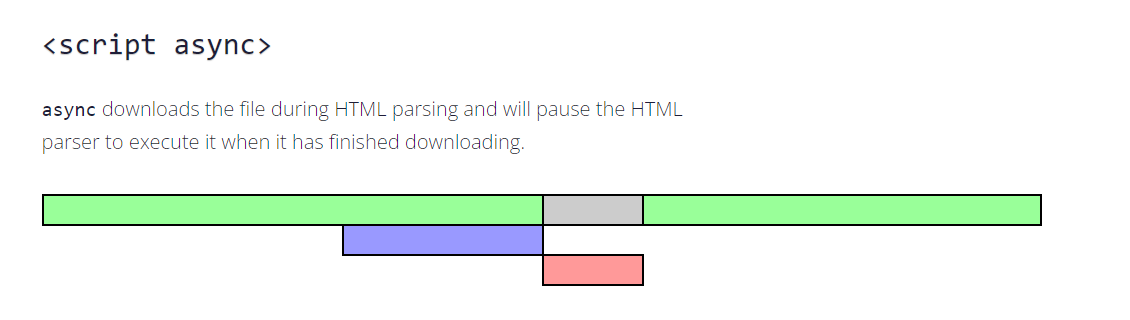 <script async>
async downloads the file during HTML parsing and will pause the HTML
parser to execute it when it has finished downloading.